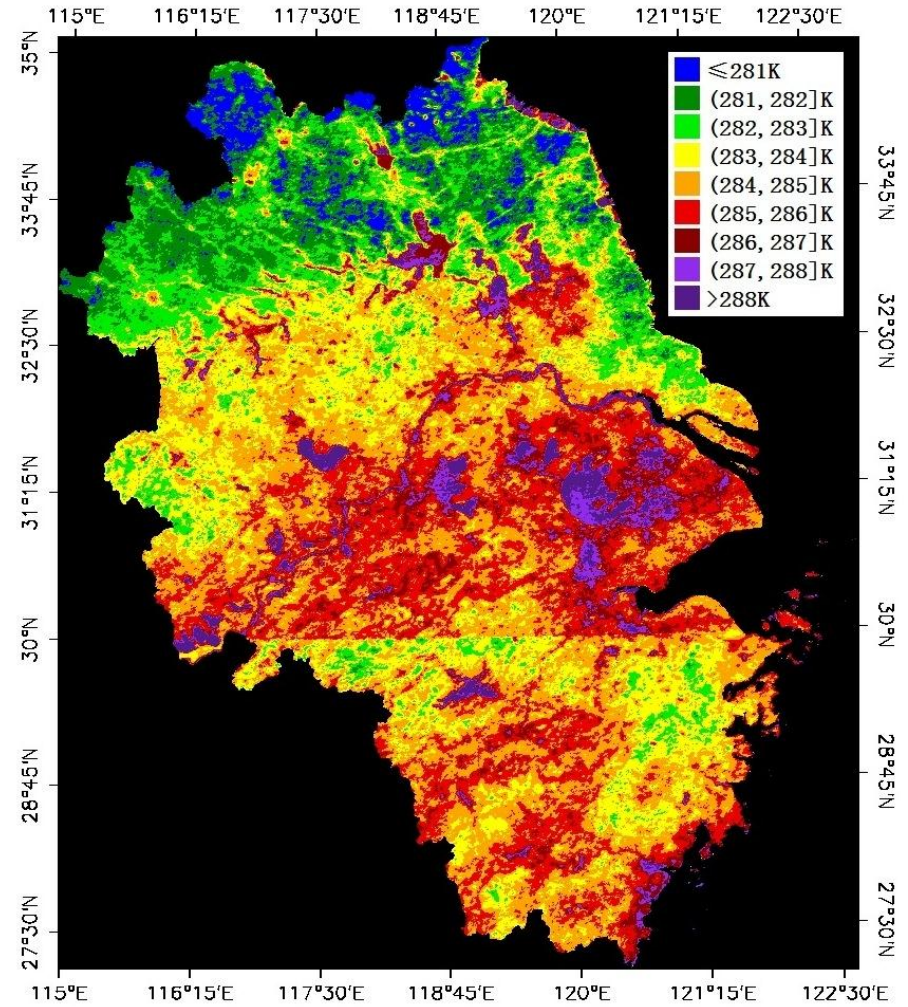 115°E 116°15'E 117°30'E 118°45'E 120°E 121°15'E 122°30'E
≤281K
(281, 282]K
(282, 283]K
(283, 284]K
(284, 285]K
(285, 286]K
(286, 287]K
(287, 288]K
>288K
35°N
33°45'N
32°30'N
31°15'N
30°N
28°45'N
27°30'N
33°45'N
32°30'N
31°15'N
30°N
28°45'N
27°30'N
115°E 116°15'E 117°30'E 118°45'E 120°E 121°15'E 122°30'E